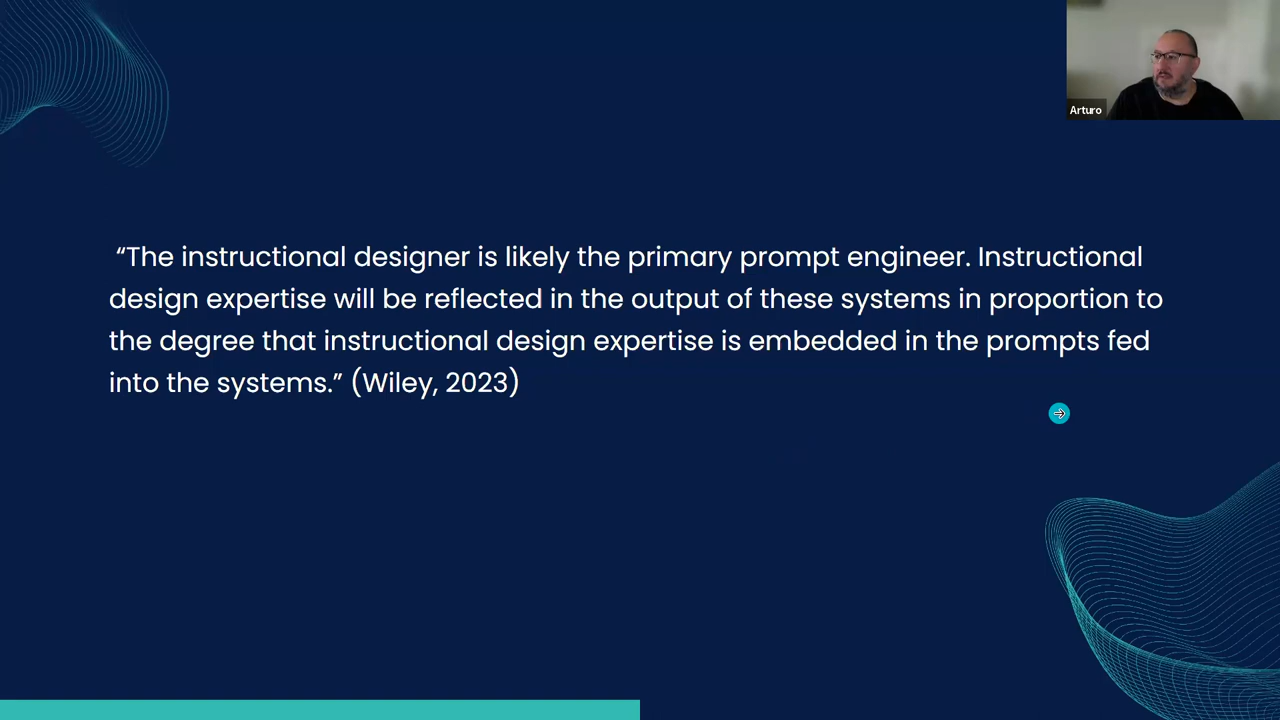 Arturo
“The instructional designer is likely the primary prompt engineer. Instructional
design expertise will be reflected in the output of these systems in proportion to
the degree that instructional design expertise is embedded in the prompts fed
into the systems.” (Wiley, 2023)